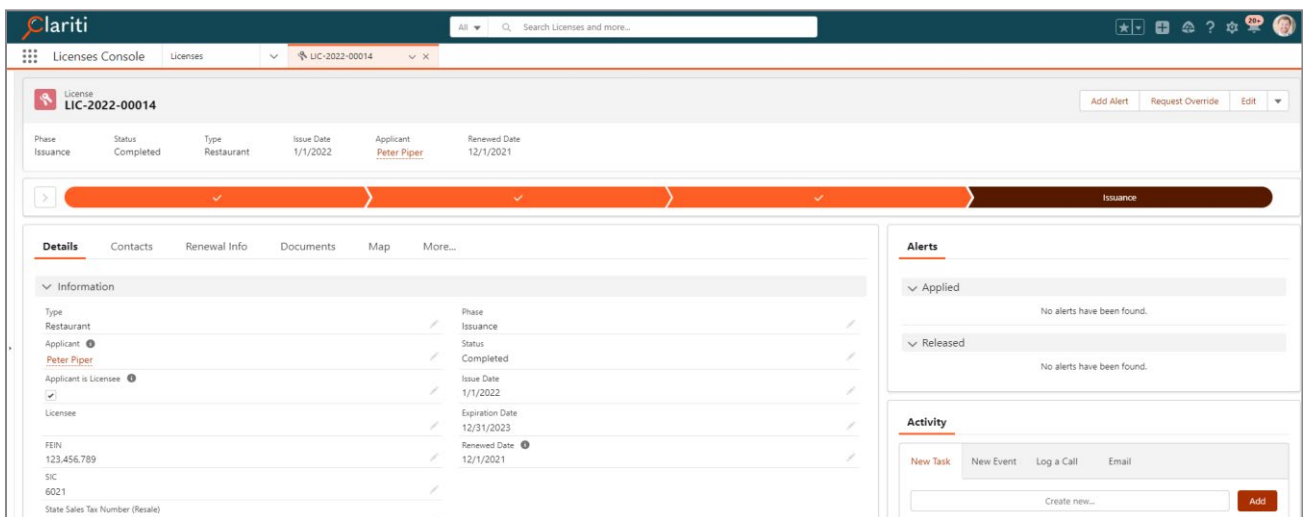 Clariti
All
Search Licenses and more...
20+
Licenses Console
Licenses
LIC-2022-00014
License
LIC-2022-00014
Add Alert
Request Override
Edit
Phase
Status
Type
Issue Date
Applicant
Renewed Date
Issuance
Completed
Restaurant
1/1/2022
Peter Piper
12/1/2021
Issuance
Details
Contacts
Renewal Info
Documents
Map
More...
Information
Type
Restaurant
Applicant
Peter Piper
Applicant is Licensee
Licensee
FEIN
123.456.789
SIC
6021
State Sales Tax Number (Resale)
Phase
Issuance
Status
Completed
Issue Date
1/1/2022
Expiration Date
12/31/2023
Renewed Date
12/1/2021
Alerts
Applied
No alerts have been found.
Released
No alerts have been found.
Activity
New Task
New Event
Log a Call
Email
Create new...
Add